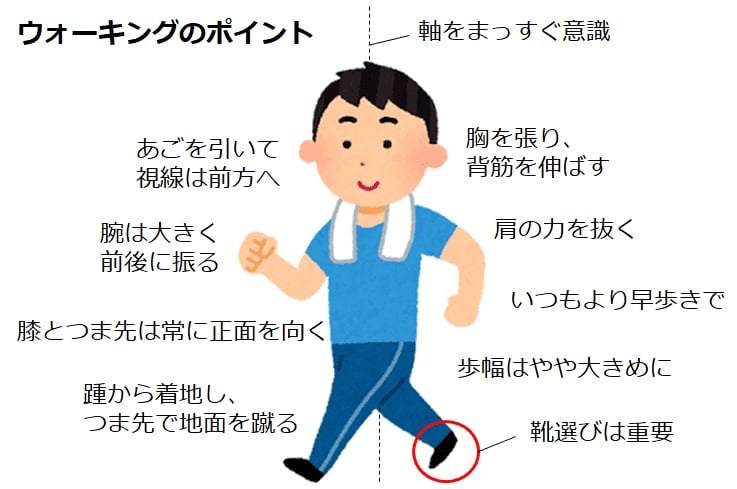 ウォーキングのポイント
軸をまっすぐ意識
あごを引いて
視線は前方へ
胸を張り、
背筋を伸ばす
腕は大きく
前後に振る
肩の力を抜く
いつもより早歩きで
膝とつま先は常に正面を向く
歩幅はやや大きめに
踵から着地し、
つま先で地面を蹴る
靴選びは重要